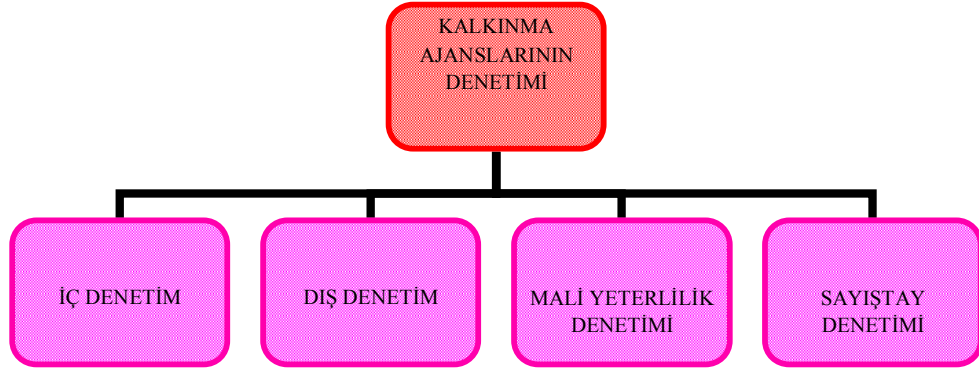 KALKINMA
AJANSLARININ
DENETİMİ
İÇ DENETİM
DIŞ DENETİM
MALİ YETERLİLİK
DENETİMİ
SAYIŞTAY
DENETİMİ